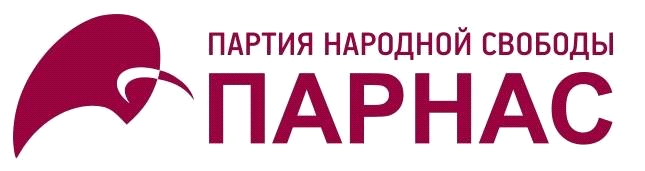 ПАРТИЯ НАРОДНОЙ СВОБОДЫ
ПАРНАС